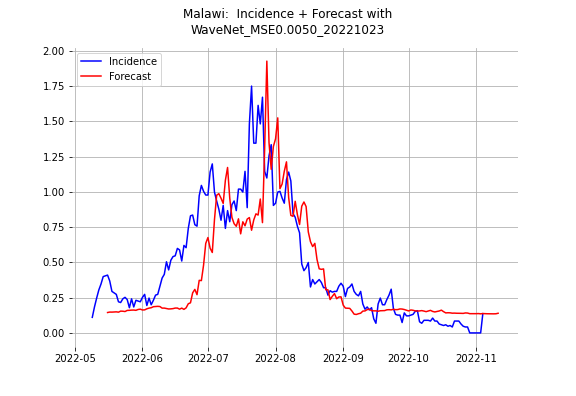 Malawi:  Incidence + Forecast with
WaveNet_MSE0.0050_20221023
2.00
1.75
1.50
1.25
1.00
0.75
0.50
0.25
0.00
Incidence
Forecast
2022-05 2022-06 2022-07 2022-08 2022-09 2022-10 2022-11